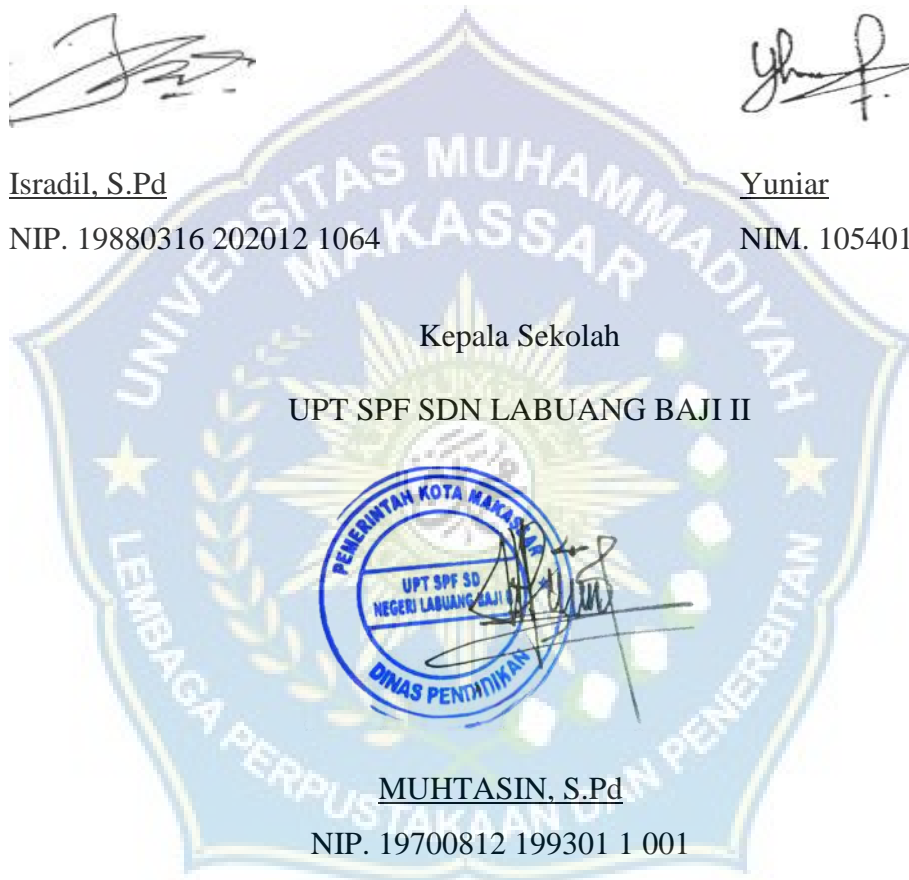 Isradil, S.Pd
Yuniar
NIP. 19880316 202012 1064
NIM. 105401
Kepala Sekolah
UPT SPF SDN LABUANG BAJI II
PEMERINTAH KOTA MAKASSAR
UPT SPF SD
NEGERI LABUANG BAJI II
DINAS PENDIDIKAN
MUHTASIN, S.Pd
NIP. 19700812 199301 1 001
UNIVERSITAS MUHAMMADIYAH
MAKASSAR
LEMBAGA PERPUSTAKAAN DAN PENERBITAN